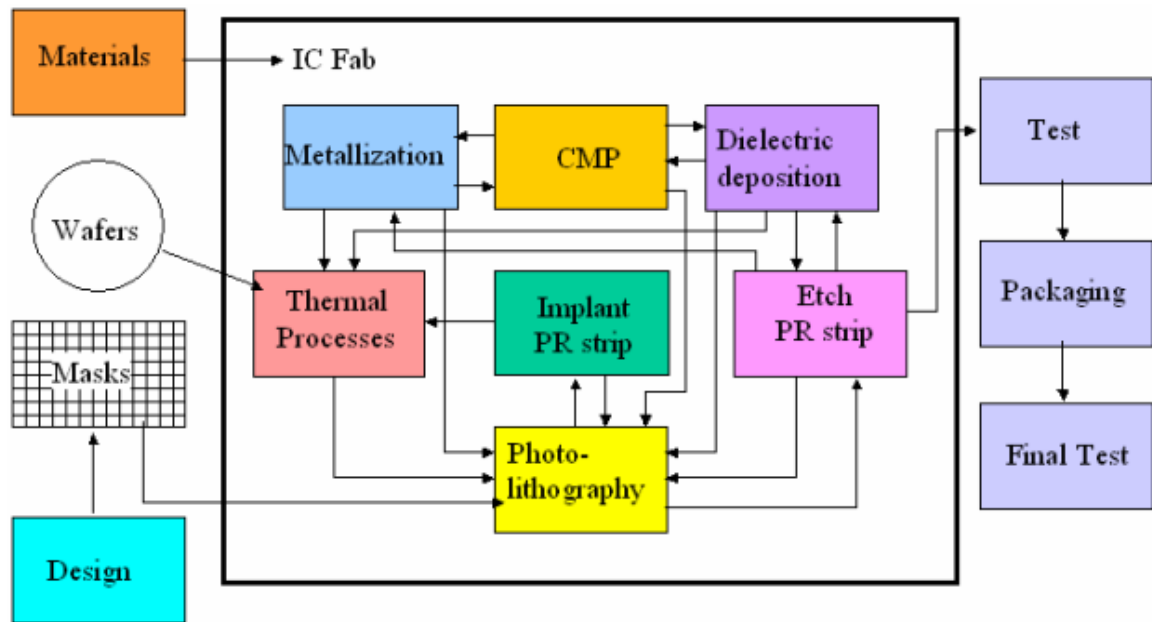 Materials
IC Fab
Metallization
CMP
Dielectric
deposition
Test
Wafers
Thermal
Processes
Implant
PR strip
Etch
PR strip
Packaging
Masks
Photo-
lithography
Final Test
Design